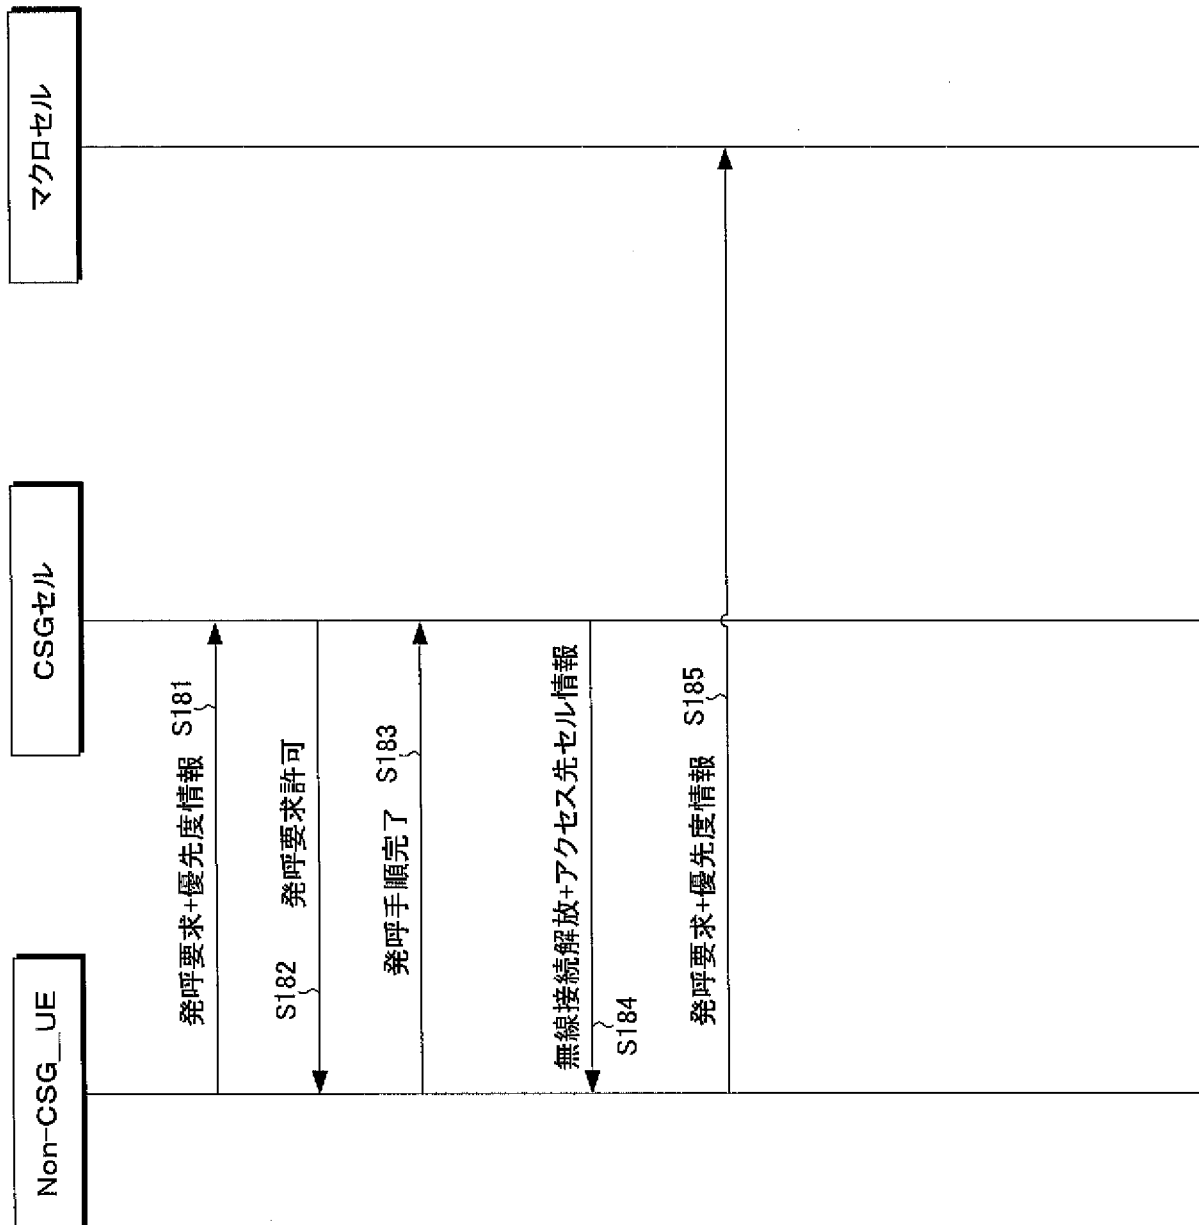 Non-CSG_UE
CSGセル
マクロセル
発呼要求+優先度情報 S181
S182 発呼要求許可
発呼手順完了 S183
無線接続解放+アクセス先セル情報
S184
発呼要求+優先度情報 S185